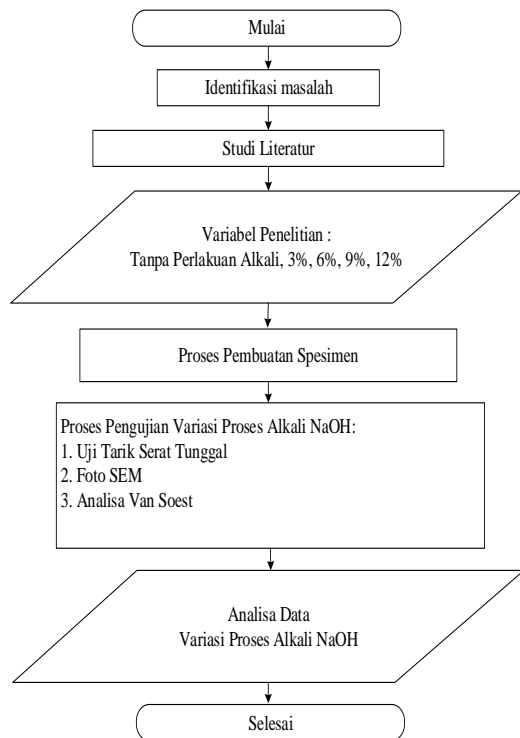 Mulai
Identifikasi masalah
Studi Literatur
Variabel Penelitian :
Tanpa Perlakuan Alkali, 3%, 6%, 9%, 12%
Proses Pembuatan Spesimen
Proses Pengujian Variasi Proses Alkali NaOH:
1. Uji Tarik Serat Tunggal
2. Foto SEM
3. Analisa Van Soest
Analisa Data
Variasi Proses Alkali NaOH
Selesai